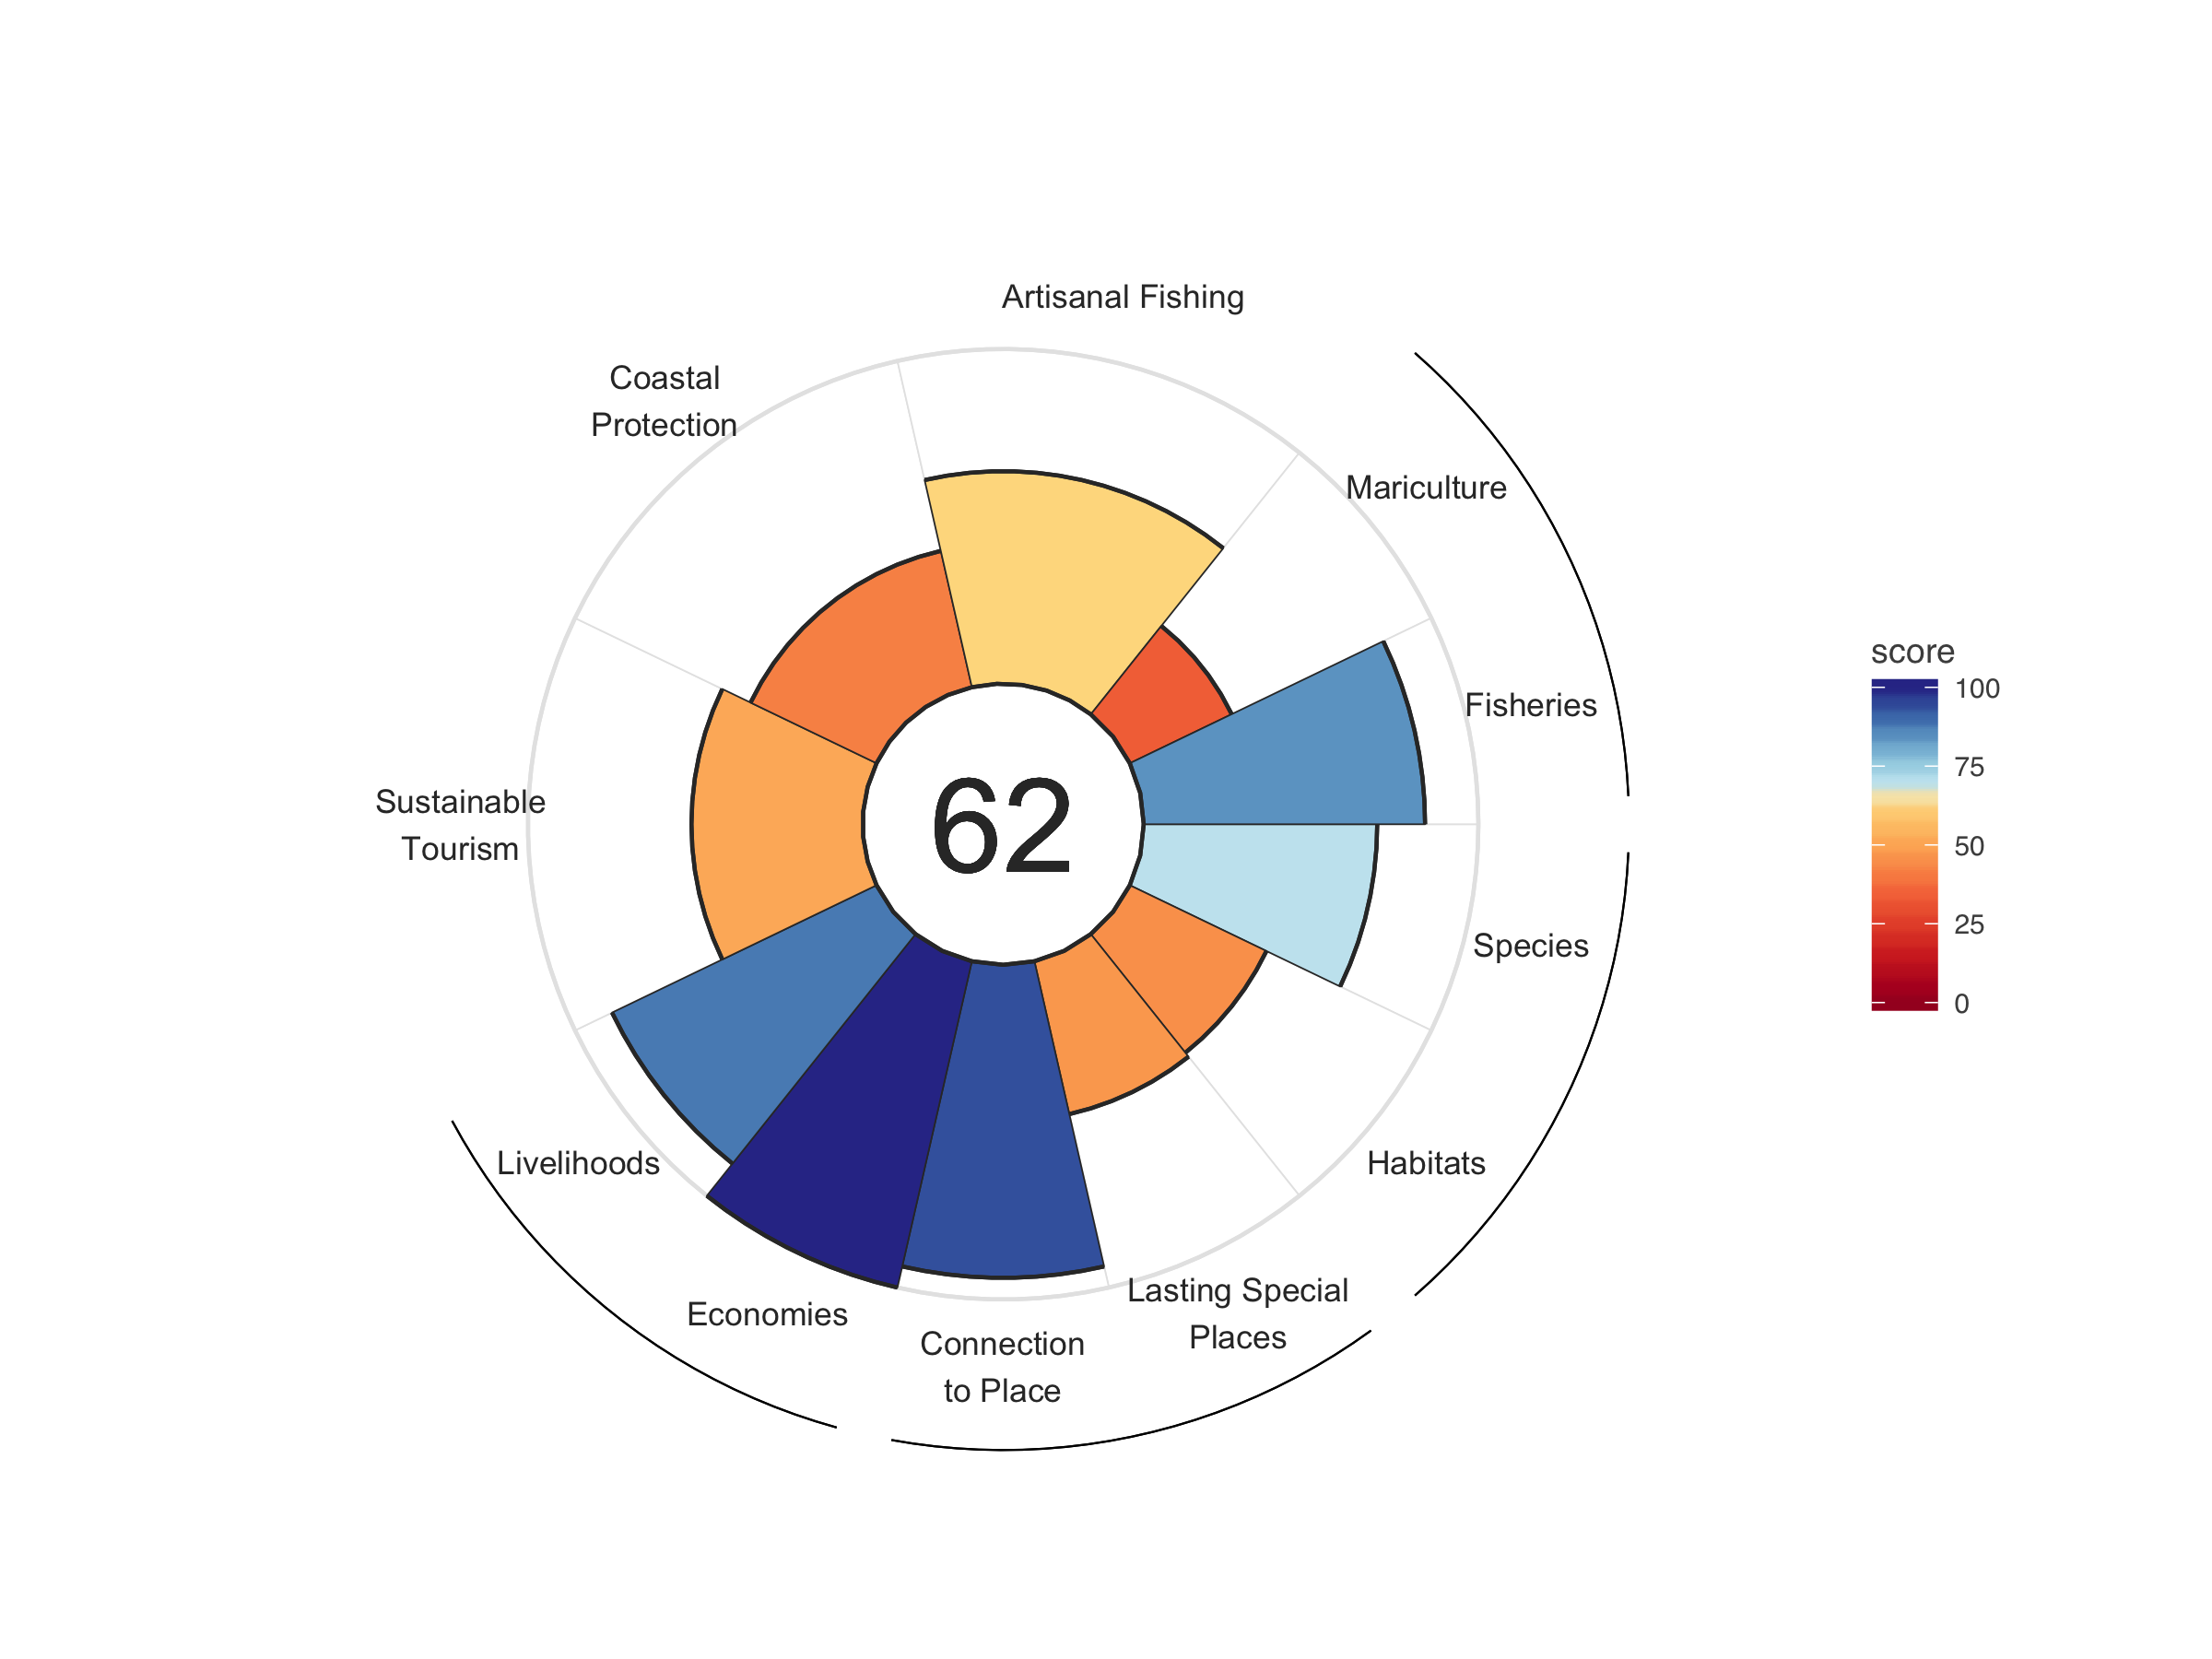 Artisanal Fishing
Coastal
Protection
Mariculture
Fisheries
Sustainable
Tourism
62
Species
Livelihoods
Habitats
Economies
Connection
to Place
Lasting Special
Places
score
100
75
50
25
0